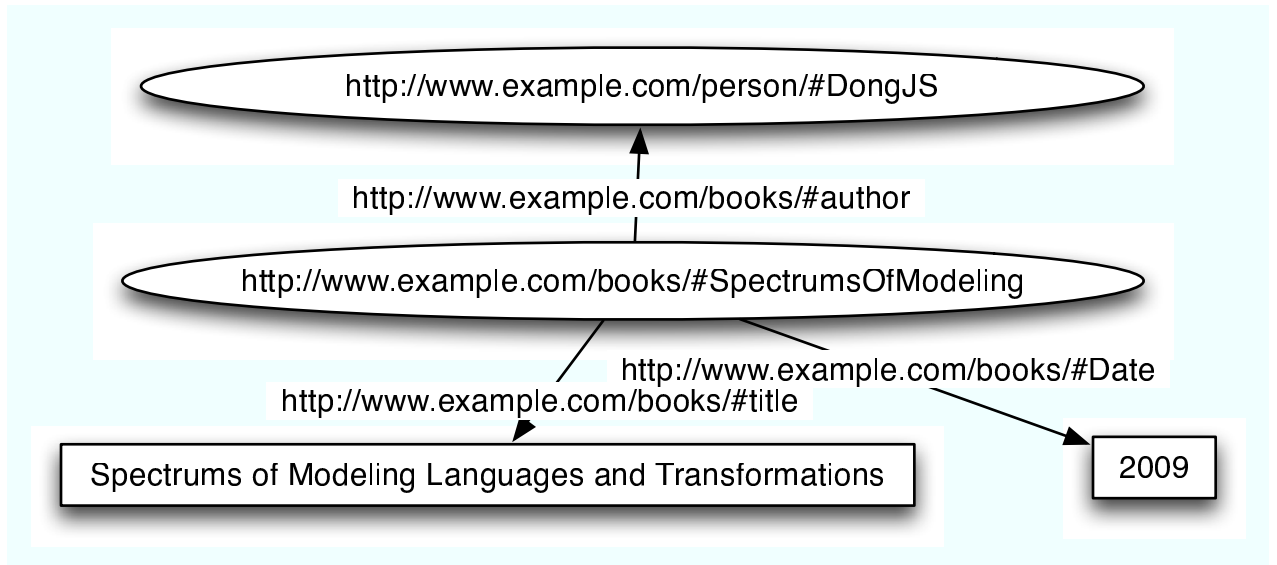 http://www.example.com/person/#DongJS
http://www.example.com/books/#author
http://www.example.com/books/#SpectrumsOfModeling
http://www.example.com/books/#Date
http://www.example.com/books/#title
Spectrums of Modeling Languages and Transformations
2009